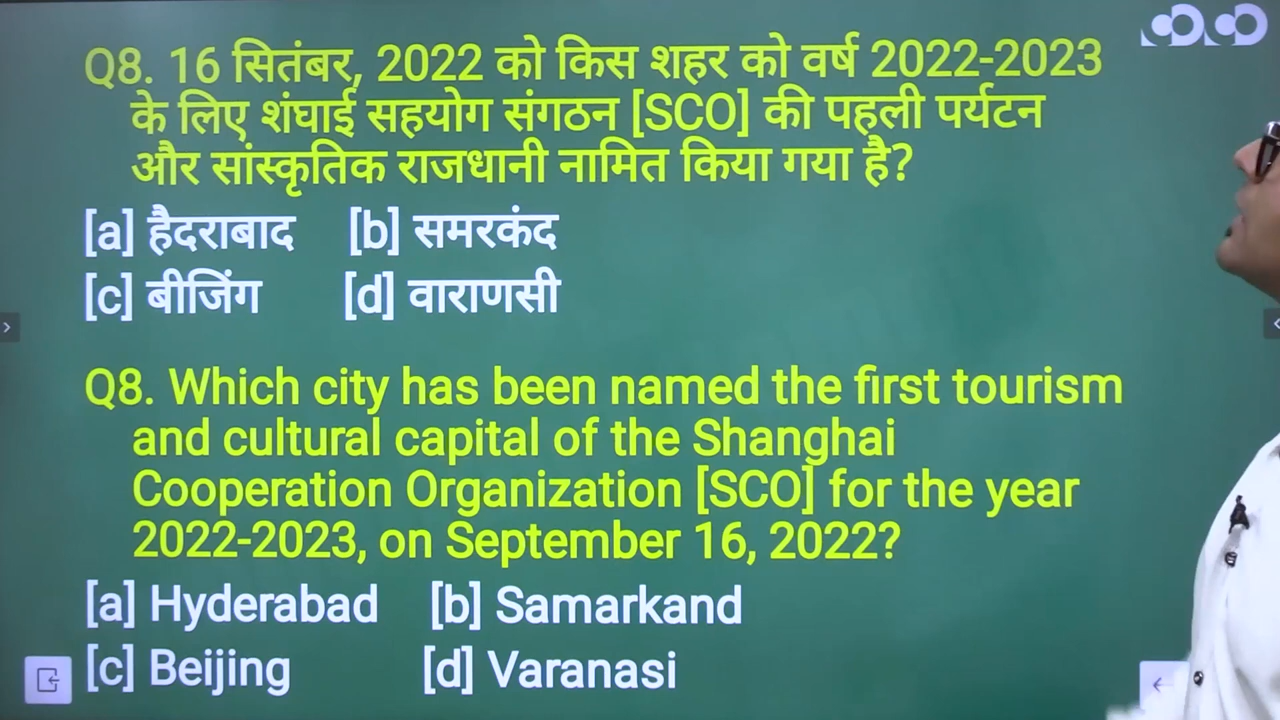 Q8. 16 सितंबर, 2022 को किस शहर को वर्ष 2022-2023
के लिए शंघाई सहयोग संगठन [SCO] की पहली पर्यटन
और सांस्कृतिक राजधानी नामित किया गया है?
[a] हैदराबाद [b] समरकंद
[c] बीजिंग [d] वाराणसी
Q8. Which city has been named the first tourism
and cultural capital of the Shanghai
Cooperation Organization [SCO] for the year
2022-2023, on September 16, 2022?
[a] Hyderabad [b] Samarkand
[c] Beijing [d] Varanasi